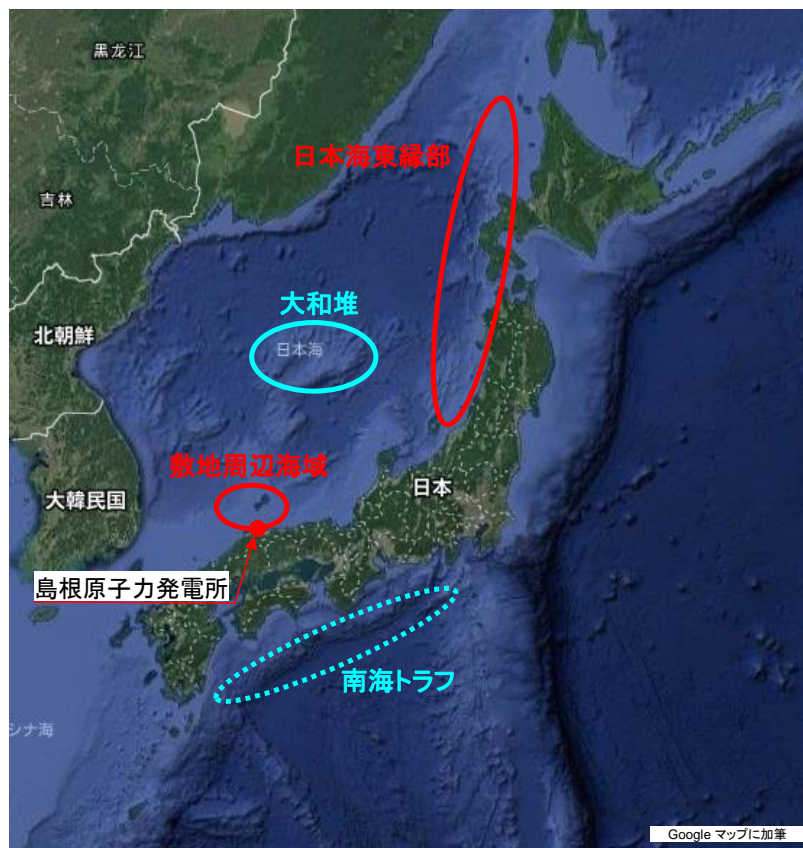 黒龙江
日本海東縁部
吉林
大和堆
北朝鮮
日本海
敷地周辺海域
日本
大韓民国
島根原子力発電所
南海トラフ
シナ海
Google マップに加筆